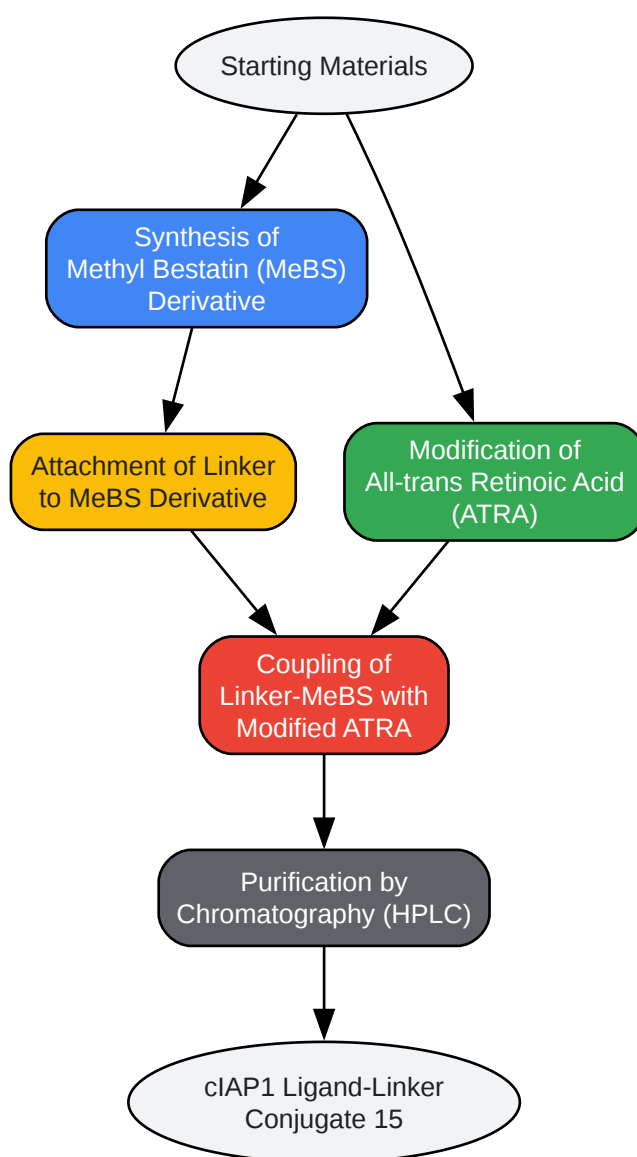 Starting Materials
Synthesis of
Methyl Bestatin (MeBS)
Derivative
Attachment of Linker
to MeBS Derivative
Modification of
All-trans Retinoic Acid
(ATRA)
Coupling of
Linker-MeBS with
Modified ATRA
Purification by
Chromatography (HPLC)
cIAP1 Ligand-Linker
Conjugate 15